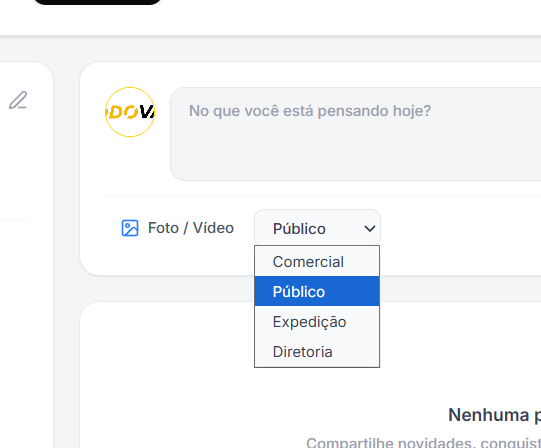 DOVA
No que você está pensando hoje?
Foto / Vídeo
Público
Comercial
Público
Expedição
Diretoria
Nenhuma p
Compartilhe novidades, conquist